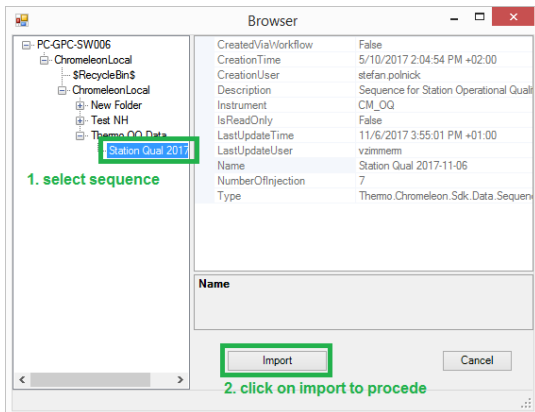 Browser
PC-GPC-SW006
ChromeleonLocal
$RecycleBin$
ChromeleonLocal
New Folder
Test NH
Thermo OQ Data
Station Qual 2017
1. select sequence
CreatedViaWorkflow False
CreationTime 5/10/2017 2:04:54 PM +02:00
CreationUser stefan.polnick
Description Sequence for Station Operational Quali
Instrument CM_OQ
IsReadOnly False
LastUpdateTime 11/6/2017 3:55:01 PM +01:00
LastUpdateUser vzimmerm
Name Station Qual 2017-11-06
NumberOfInjection 7
Type Thermo.Chromeleon.Sdk.Data.Sequen
Name
Import Cancel
2. click on import to procede